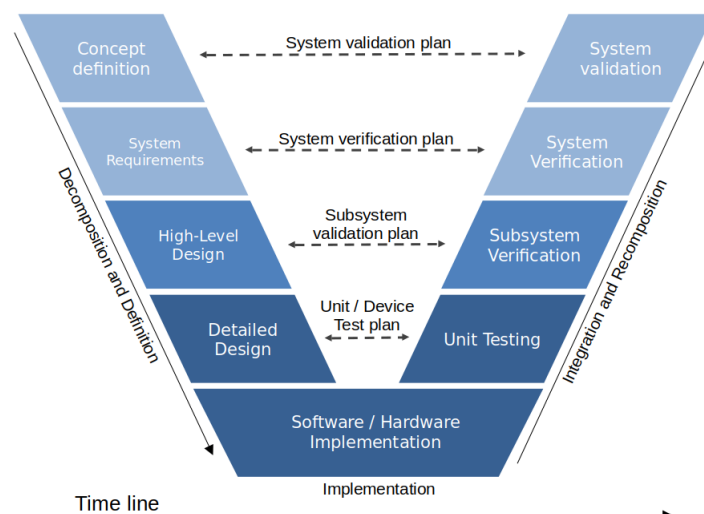 Concept
definition
System validation plan
System
validation
System
Requirements
System verification plan
System
Verification
High-Level
Design
Subsystem
validation plan
Subsystem
Verification
Detailed
Design
Unit / Device
Test plan
Unit Testing
Decomposition and Definition
Integration and Recomposition
Software / Hardware
Implementation
Implementation
Time line